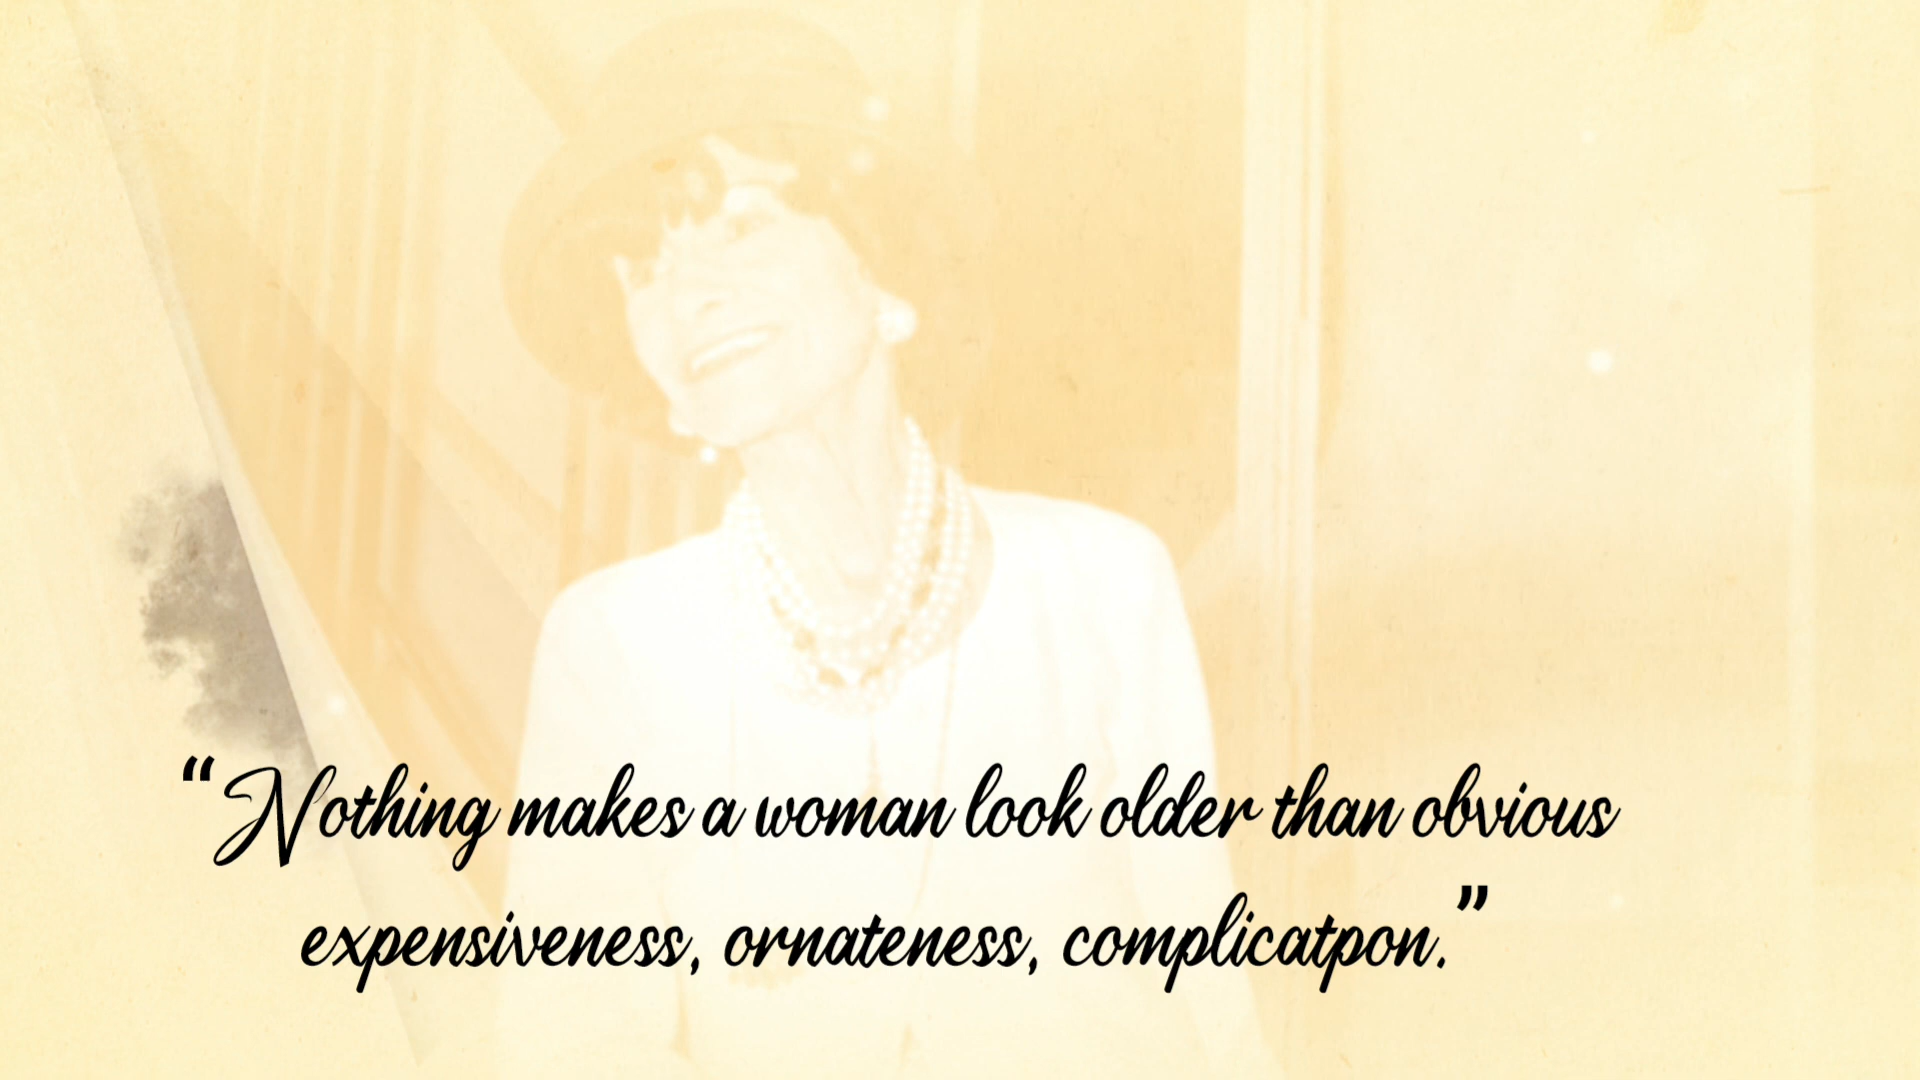 “Nothing makes a woman look older than obvious
expensiveness, ornateness, complicatpon.”